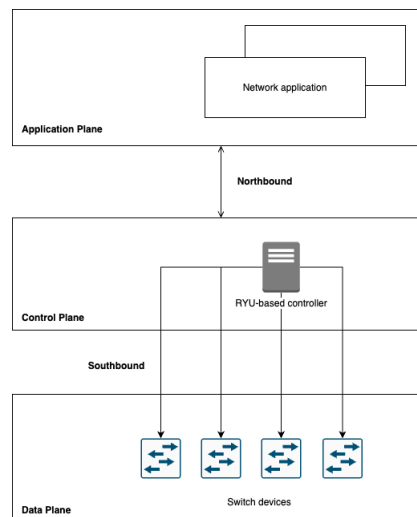 Network application
Application Plane
Northbound
RYU-based controller
Control Plane
Southbound
Switch devices
Data Plane